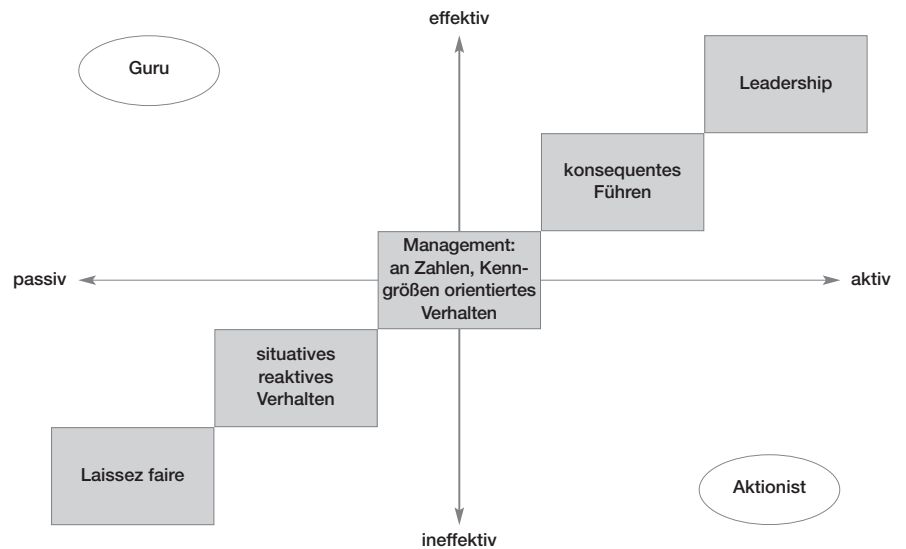 effektiv
Guru
Leadership
konsequentes
Führen
Management:
an Zahlen, Kenn-
größen orientiertes
Verhalten
passiv
aktiv
situatives
reaktives
Verhalten
Laissez faire
Aktionist
ineffektiv